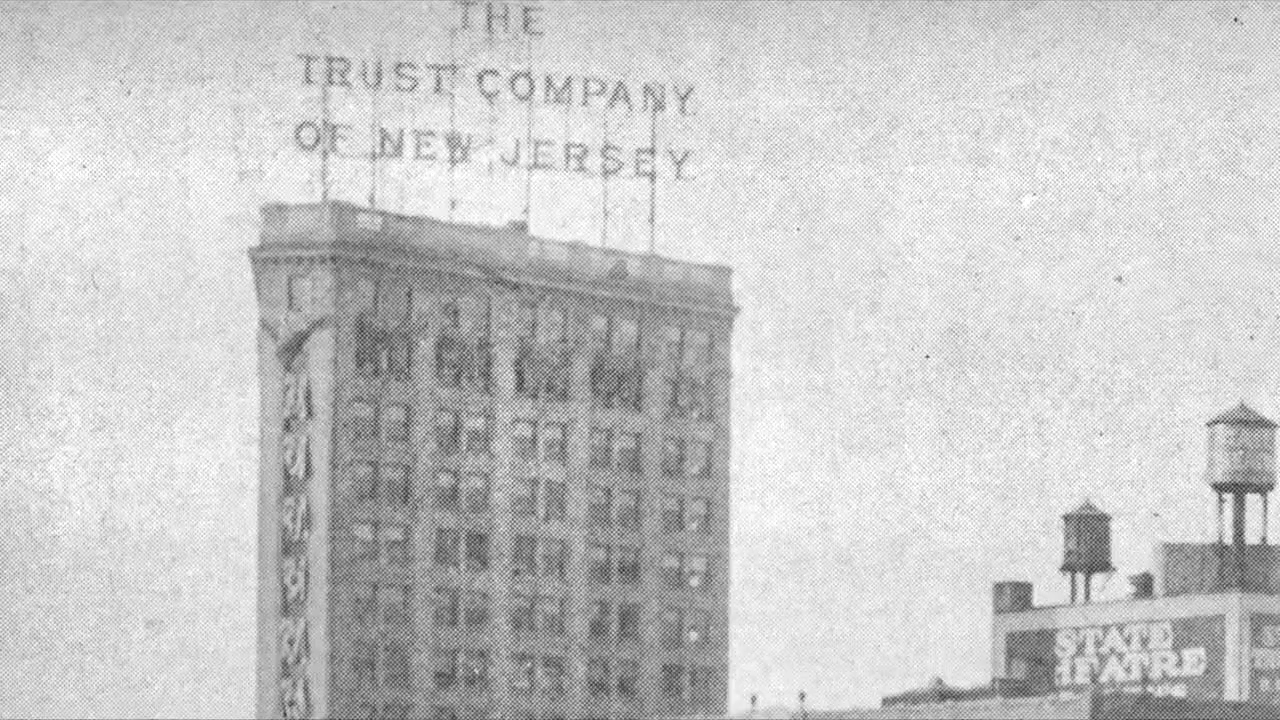 THE
TRUST COMPANY
OF NEW JERSEY
STATE
THEATRE